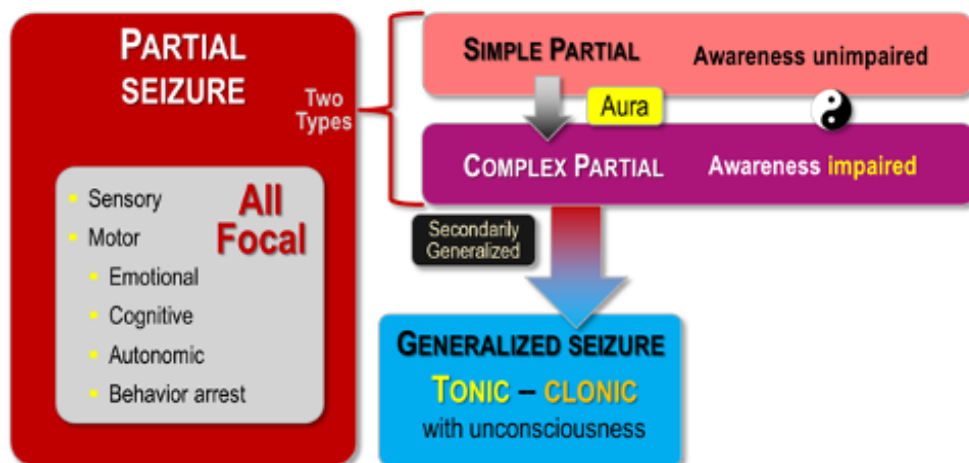 PARTIAL
SEIZURE
Sensory
Motor
Emotional
Cognitive
Autonomic
Behavior arrest
All
Focal
Two
Types
SIMPLE PARTIAL
Awareness unimpaired
Aura
COMPLEX PARTIAL
Awareness impaired
Secondarily
Generalized
GENERALIZED SEIZURE
TONIC – CLONIC
with unconsciousness